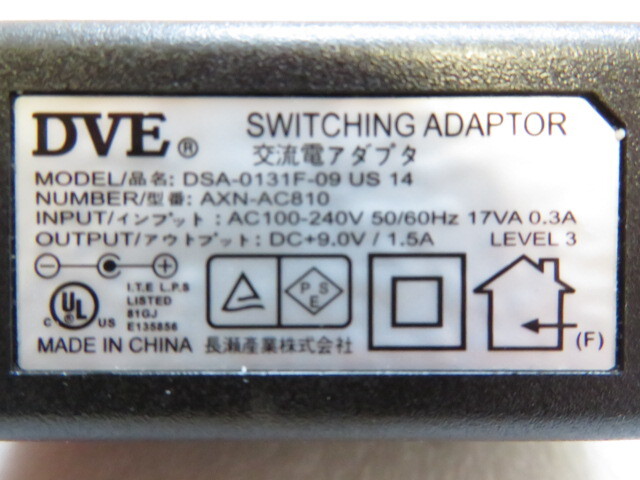 DVE® SWITCHING ADAPTOR
交流電アダプタ
MODEL/品名: DSA-0131F-09 US 14
NUMBER/型番: AXN-AC810
INPUT/インプット: AC100-240V 50/60Hz 17VA 0.3A
OUTPUT/アウトプット: DC+9.0V / 1.5A LEVEL 3
I.T.E L.P.S
LISTED
81GJ
E135856
C UL® US
PSE
MADE IN CHINA
長瀬産業株式会社
(F)